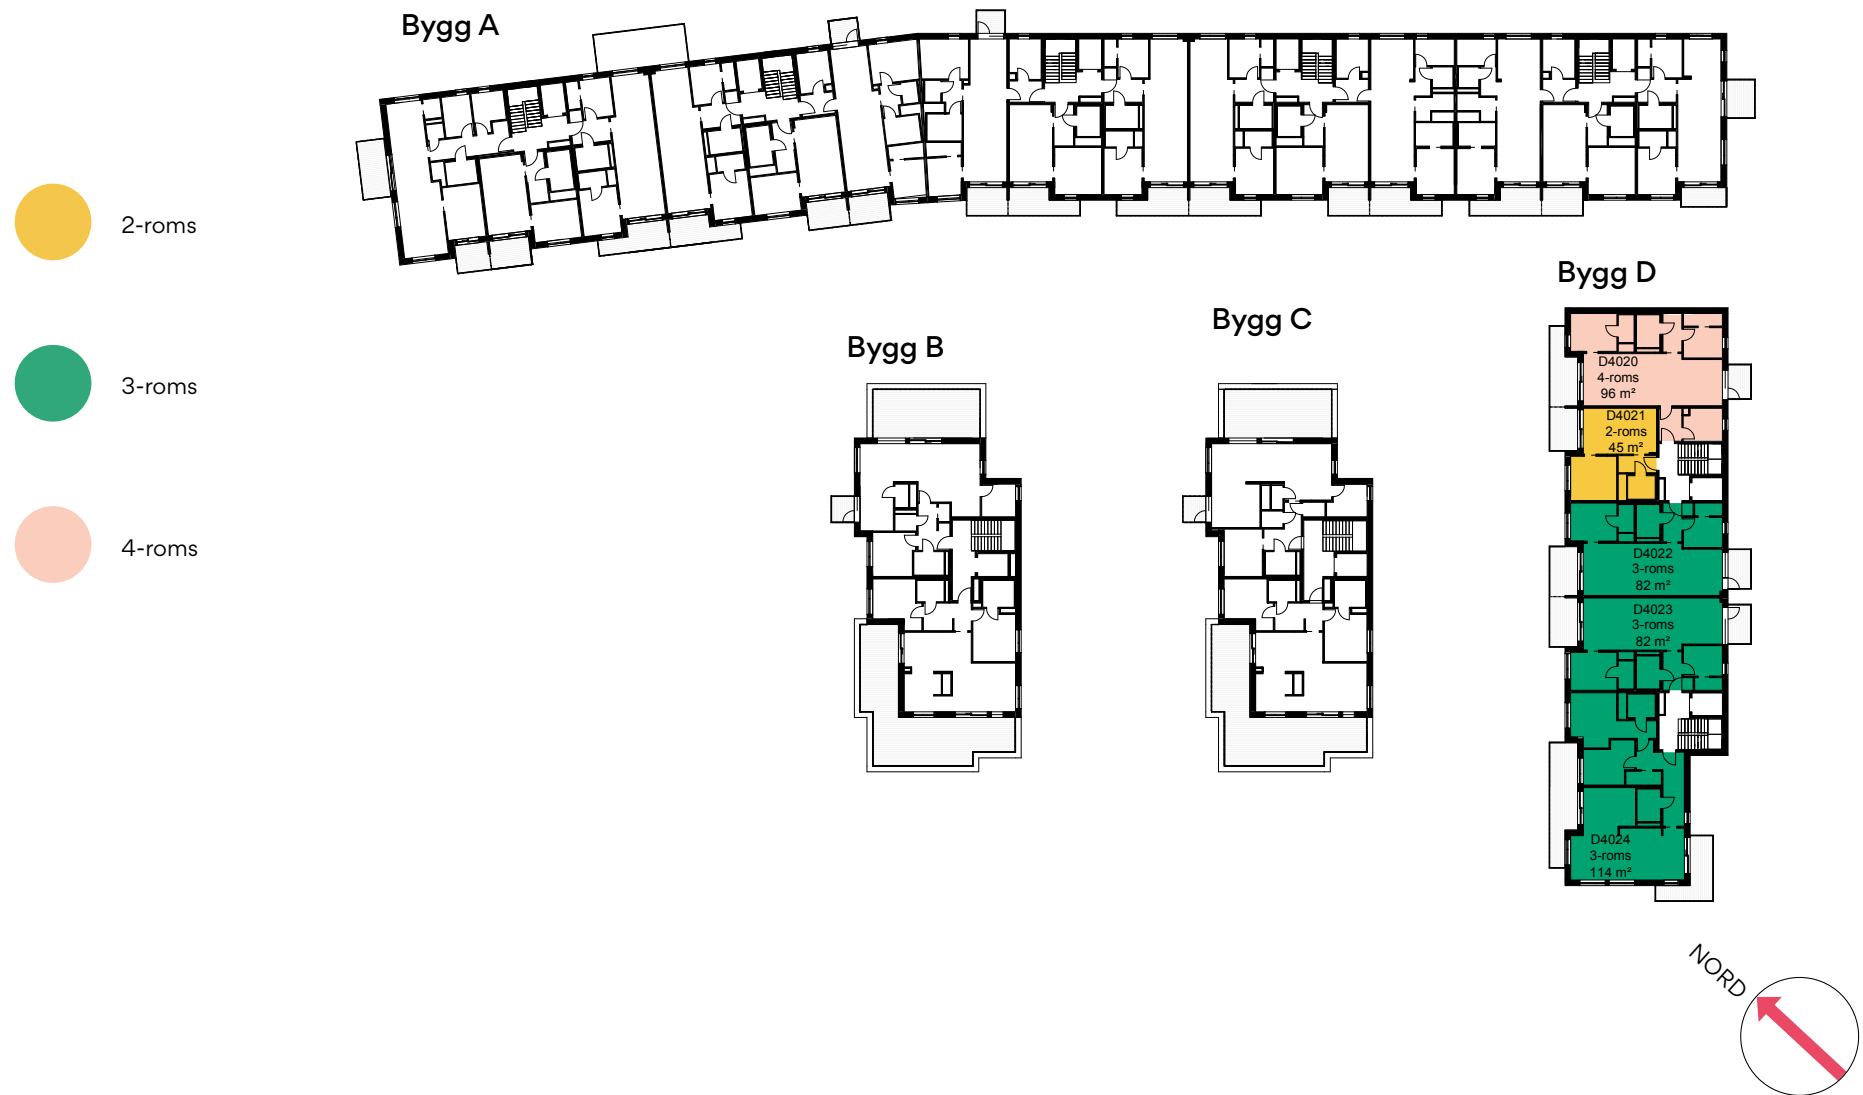 Bygg A
2-roms
3-roms
4-roms
Bygg B
Bygg C
Bygg D
D4020
4-roms
96 m²
D4021
2-roms
45 m²
D4022
3-roms
82 m²
D4023
3-roms
82 m²
D4024
3-roms
114 m²
NORD